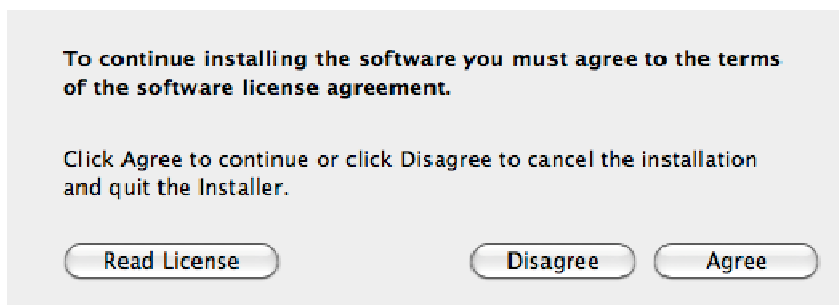 To continue installing the software you must agree to the terms
of the software license agreement.
Click Agree to continue or click Disagree to cancel the installation
and quit the Installer.
Read License Disagree Agree